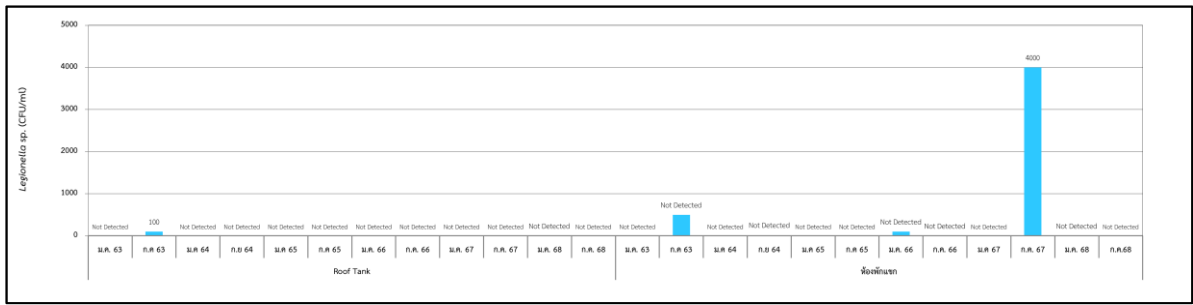 5000
4000
3000
2000
1000
0
Legionella sp. (CFU/ml)
Not Detected 100 Not Detected Not Detected Not Detected Not Detected Not Detected Not Detected Not Detected Not Detected Not Detected Not Detected Not Detected Not Detected Not Detected Not Detected Not Detected Not Detected Not Detected Not Detected Not Detected 4000 Not Detected Not Detected
ม.ค. 63 ก.ค 63 ม.ค 64 ก.ย 64 ม.ค 65 ก.ค 65 ม.ค. 66 ก.ค. 66 ม.ค. 67 ก.ค. 67 ม.ค. 68 ก.ค. 68 ม.ค. 63 ก.ค 63 ม.ค 64 ก.ย 64 ม.ค 65 ก.ค 65 ม.ค. 66 ก.ค. 66 ม.ค 67 ก.ค. 67 ม.ค. 68 ก.ค.68
Roof Tank ห้องพักแขก